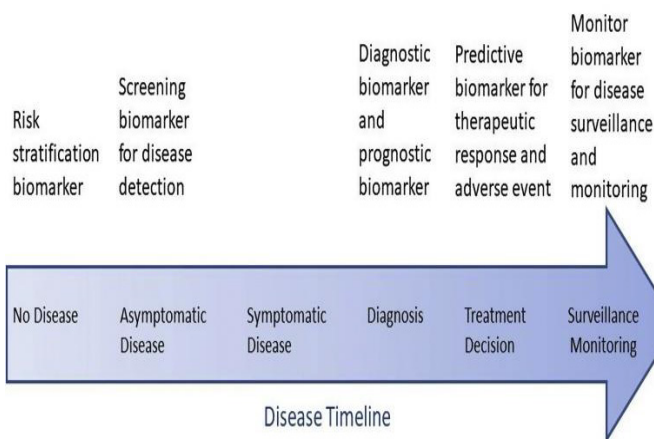 Risk
stratification
biomarker
Screening
biomarker
for disease
detection
Diagnostic
biomarker
and
prognostic
biomarker
Predictive
biomarker for
therapeutic
response and
adverse event
Monitor
biomarker
for disease
surveillance
and
monitoring
No Disease
Asymptomatic
Disease
Symptomatic
Disease
Diagnosis
Treatment
Decision
Surveillance
Monitoring
Disease Timeline